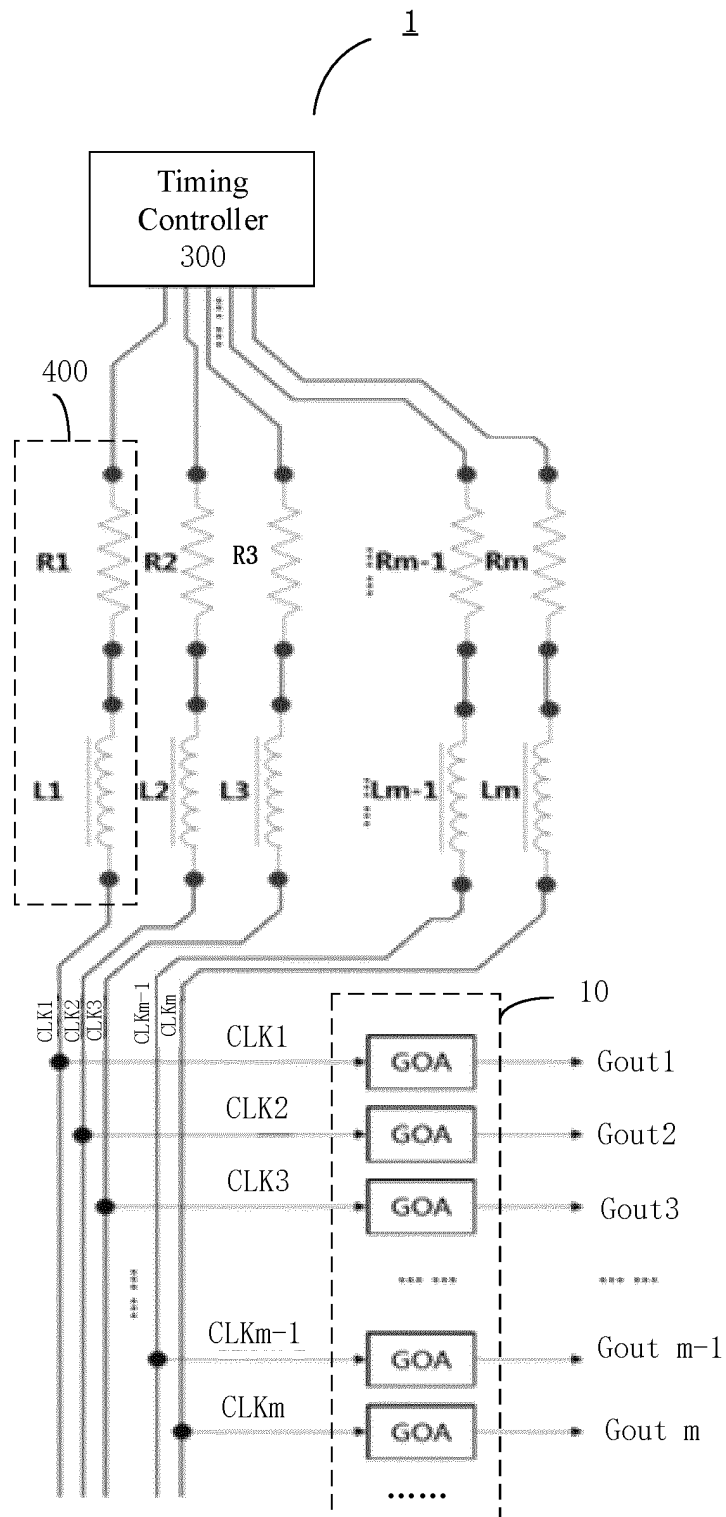 1
Timing
Controller
300
400
R1
R2
R3
Rm-1
Rm
L1
L2
L3
Lm-1
Lm
CLK1
CLK2
CLK3
CLKm-1
CLKm
10
CLK1
GOA
Gout1
CLK2
GOA
Gout2
CLK3
GOA
Gout3
CLKm-1
GOA
Gout m-1
CLKm
GOA
Gout m